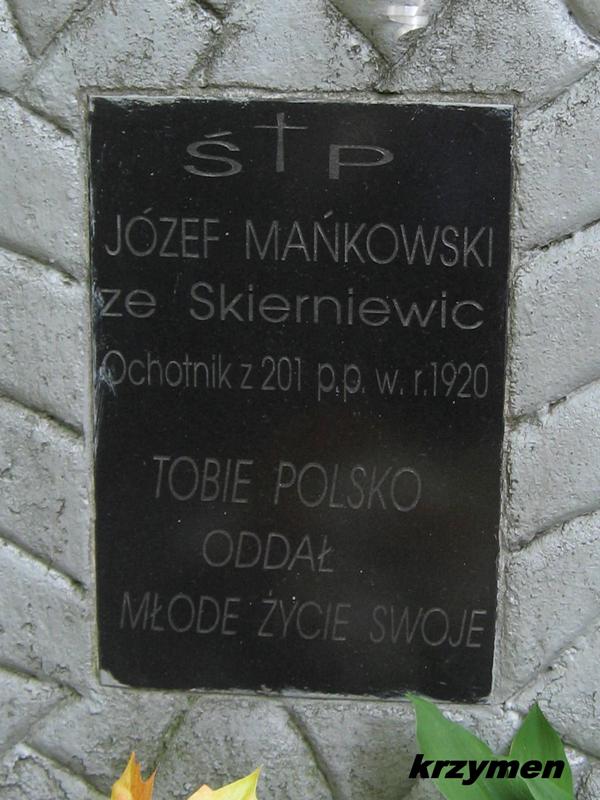 Ś † P
JÓZEF MAŃKOWSKI
ze Skierniewic
Ochotnik z 201 p.p. w. r. 1920
TOBIE POLSKO
ODDAŁ
MŁODE ŻYCIE SWOJE
krzymen